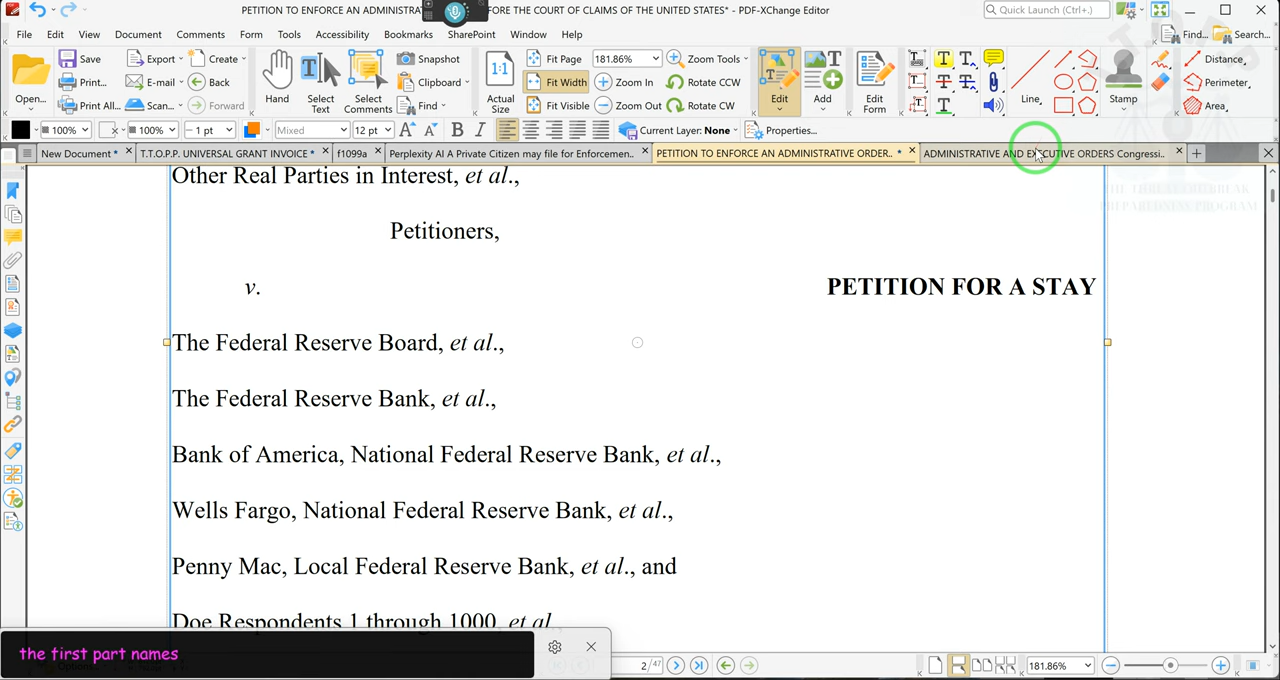 PETITION TO ENFORCE AN ADMINISTRA FORE THE COURT OF CLAIMS OF THE UNITED STATES* - PDF-XChange Editor
Quick Launch (Ctrl+.)
File Edit View Document Comments Form Tools Accessibility Bookmarks SharePoint Window Help
Find... Search...
Open...
Save
Print...
Print All...
Export
E-mail
Scan...
Create
Back
Forward
Hand
Select Text
Select Comments
Snapshot
Clipboard
Find
1:1
Actual Size
Fit Page
Fit Width
Fit Visible
181.86%
Zoom In
Zoom Out
Zoom Tools
Rotate CCW
Rotate CW
Edit
Add
Edit Form
Line
Stamp
Distance
Perimeter
Area
100% 100% 1 pt Mixed 12 pt B I Current Layer: None Properties...
New Document * T.T.O.P.P. UNIVERSAL GRANT INVOICE * f1099a Perplexity AI A Private Citizen may file for Enforcemen.. PETITION TO ENFORCE AN ADMINISTRATIVE ORDER.. * ADMINISTRATIVE AND EXECUTIVE ORDERS Congressi..
THE THREAT OUTBREAK
PREPAREDNESS PROGRAM
Other Real Parties in Interest, et al.,
Petitioners,
v. PETITION FOR A STAY
The Federal Reserve Board, et al.,
The Federal Reserve Bank, et al.,
Bank of America, National Federal Reserve Bank, et al.,
Wells Fargo, National Federal Reserve Bank, et al.,
Penny Mac, Local Federal Reserve Bank, et al., and
Doe Respondents 1 through 1000, et al.,
the first part names
2 /47
181.86%